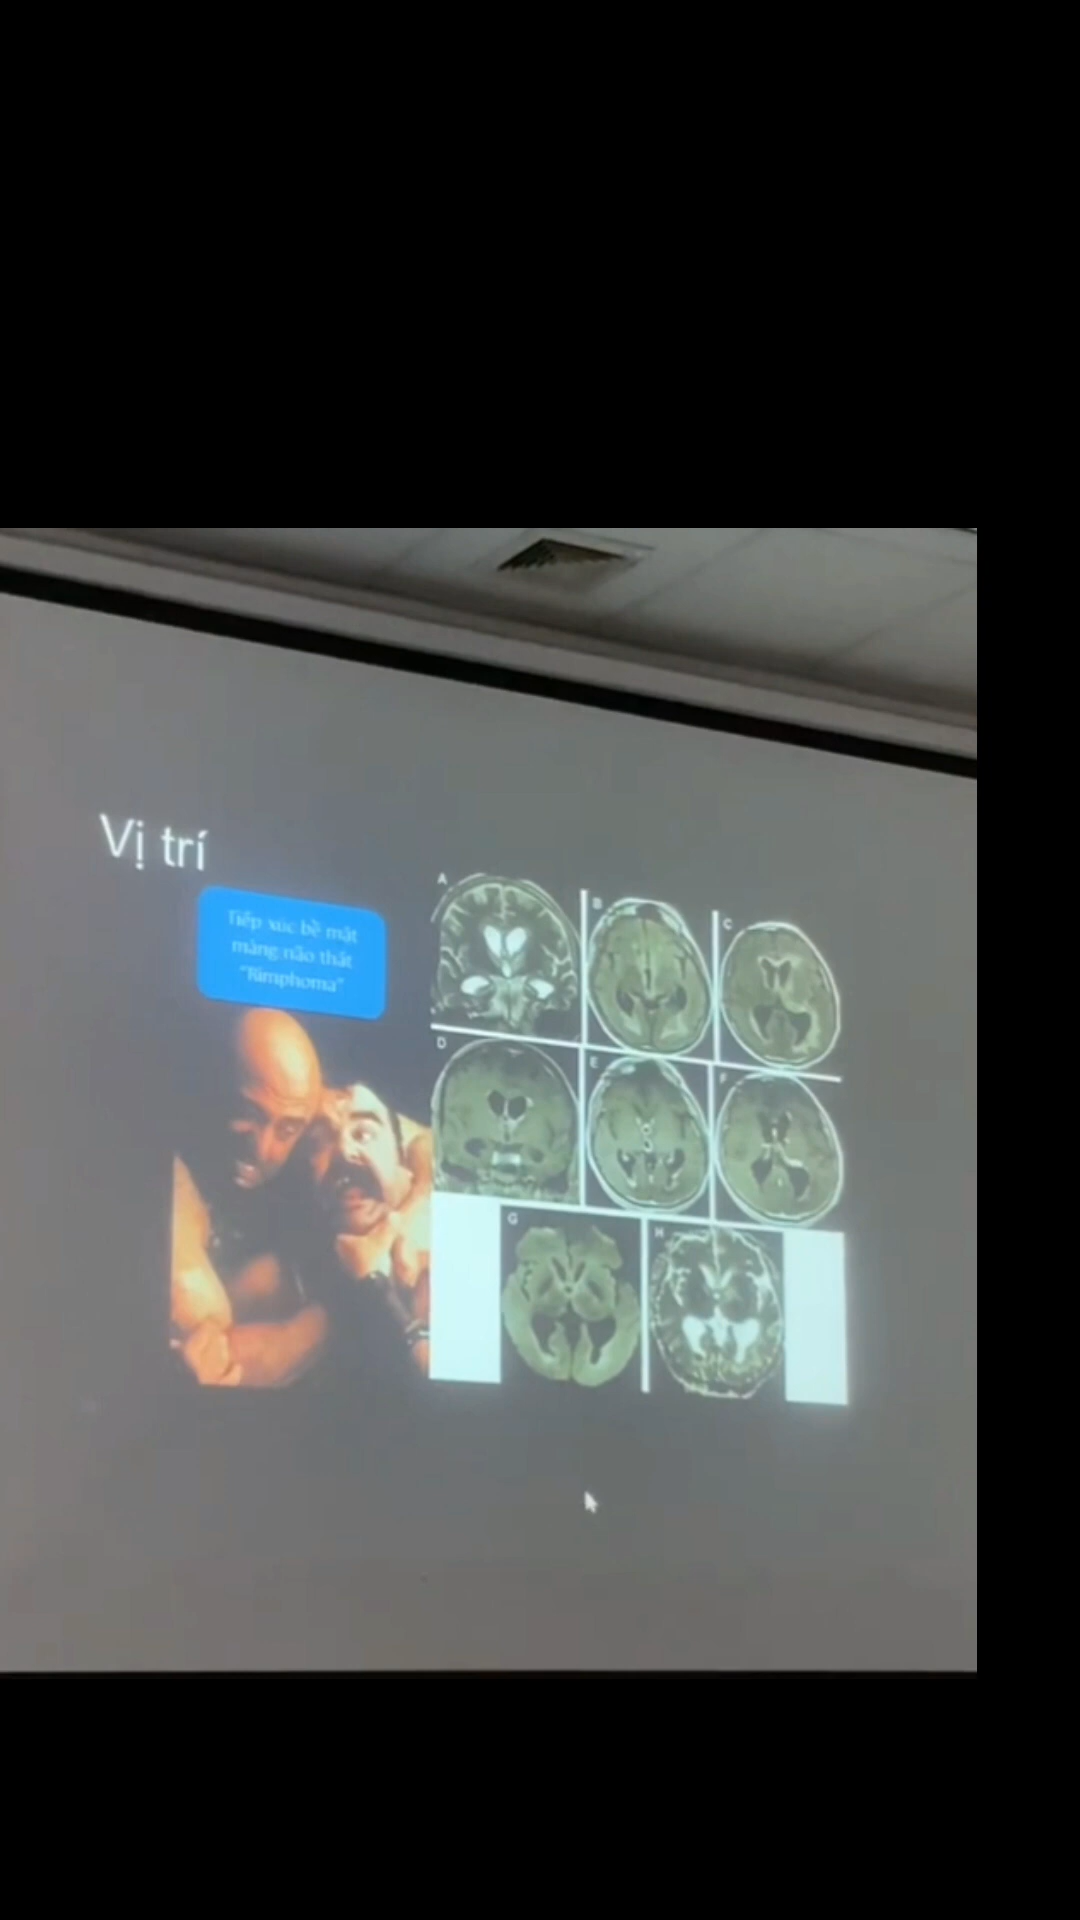 Vị trí
Tiếp xúc bề mặt
màng não thất
"Rimphoma"
A
B
C
D
E
F
G
H